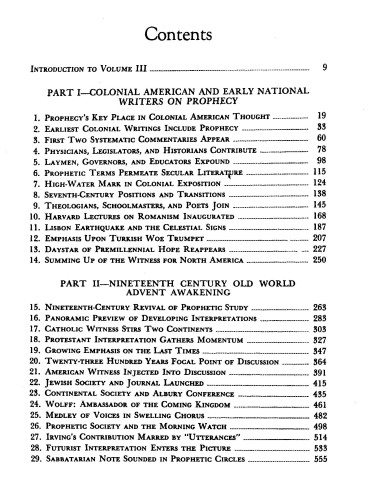 Contents
INTRODUCTION TO VOLUME III 9
PART I—COLONIAL AMERICAN AND EARLY NATIONAL
WRITERS ON PROPHECY
1. PROPHECY'S KEY PLACE IN COLONIAL AMERICAN THOUGHT 19
2. EARLIEST COLONIAL WRITINGS INCLUDE PROPHECY 33
3. FIRST TWO SYSTEMATIC COMMENTARIES APPEAR 60
4. PHYSICIANS, LEGISLATORS, AND HISTORIANS CONTRIBUTE 78
5. LAYMEN, GOVERNORS, AND EDUCATORS EXPOUND 98
6. PROPHETIC TERMS PERMEATE SECULAR LITERATURE 115
7. HIGH-WATER MARK IN COLONIAL EXPOSITION 124
8. SEVENTH-CENTURY POSITIONS AND TRANSITIONS 138
9. THEOLOGIANS, SCHOOLMASTERS, AND POETS JOIN 145
10. HARVARD LECTURES ON ROMANISM INAUGURATED 168
11. LISBON EARTHQUAKE AND THE CELESTIAL SIGNS 187
12. EMPHASIS UPON TURKISH WOE TRUMPET 207
13. DAYSTAR OF PREMILLENNIAL HOPE REAPPEARS 227
14. SUMMING UP OF THE WITNESS FOR NORTH AMERICA 250
PART II—NINETEENTH CENTURY OLD WORLD
ADVENT AWAKENING
15. NINETEENTH-CENTURY REVIVAL OF PROPHETIC STUDY 263
16. PANORAMIC PREVIEW OF DEVELOPING INTERPRETATIONS 283
17. CATHOLIC WITNESS STIRS TWO CONTINENTS 303
18. PROTESTANT INTERPRETATION GATHERS MOMENTUM 327
19. GROWING EMPHASIS ON THE LAST TIMES 347
20. TWENTY-THREE HUNDRED YEARS FOCAL POINT OF DISCUSSION 364
21. AMERICAN WITNESS INJECTED INTO DISCUSSION 391
22. JEWISH SOCIETY AND JOURNAL LAUNCHED 415
23. CONTINENTAL SOCIETY AND ALBURY CONFERENCE 435
24. WOLFF: AMBASSADOR OF THE COMING KINGDOM 461
25. MEDLEY OF VOICES IN SWELLING CHORUS 482
26. PROPHETIC SOCIETY AND THE MORNING WATCH 498
27. IRVING'S CONTRIBUTION MARRED BY "UTTERANCES" 514
28. FUTURIST INTERPRETATION ENTERS THE PICTURE 533
29. SABBATARIAN NOTE SOUNDED IN PROPHETIC CIRCLES 555